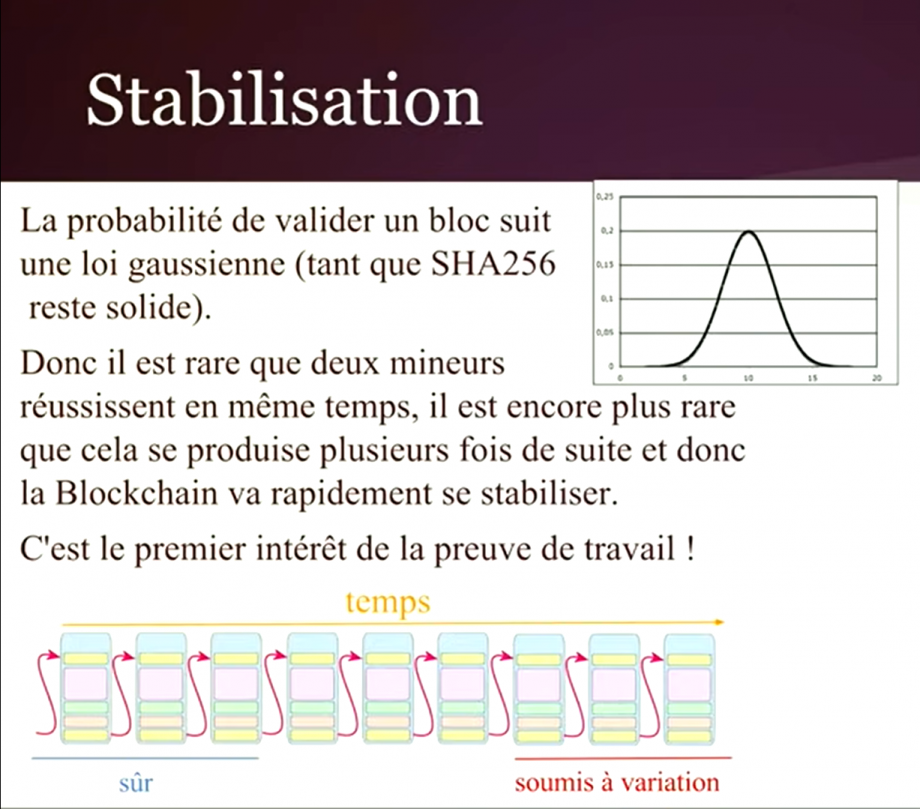 Stabilisation
La probabilité de valider un bloc suit
une loi gaussienne (tant que SHA256
reste solide).
0,25
0,2
0,15
0,1
0,05
0
0 5 10 15 20
Donc il est rare que deux mineurs
réussissent en même temps, il est encore plus rare
que cela se produise plusieurs fois de suite et donc
la Blockchain va rapidement se stabiliser.
C'est le premier intérêt de la preuve de travail !
temps
sûr
soumis à variation